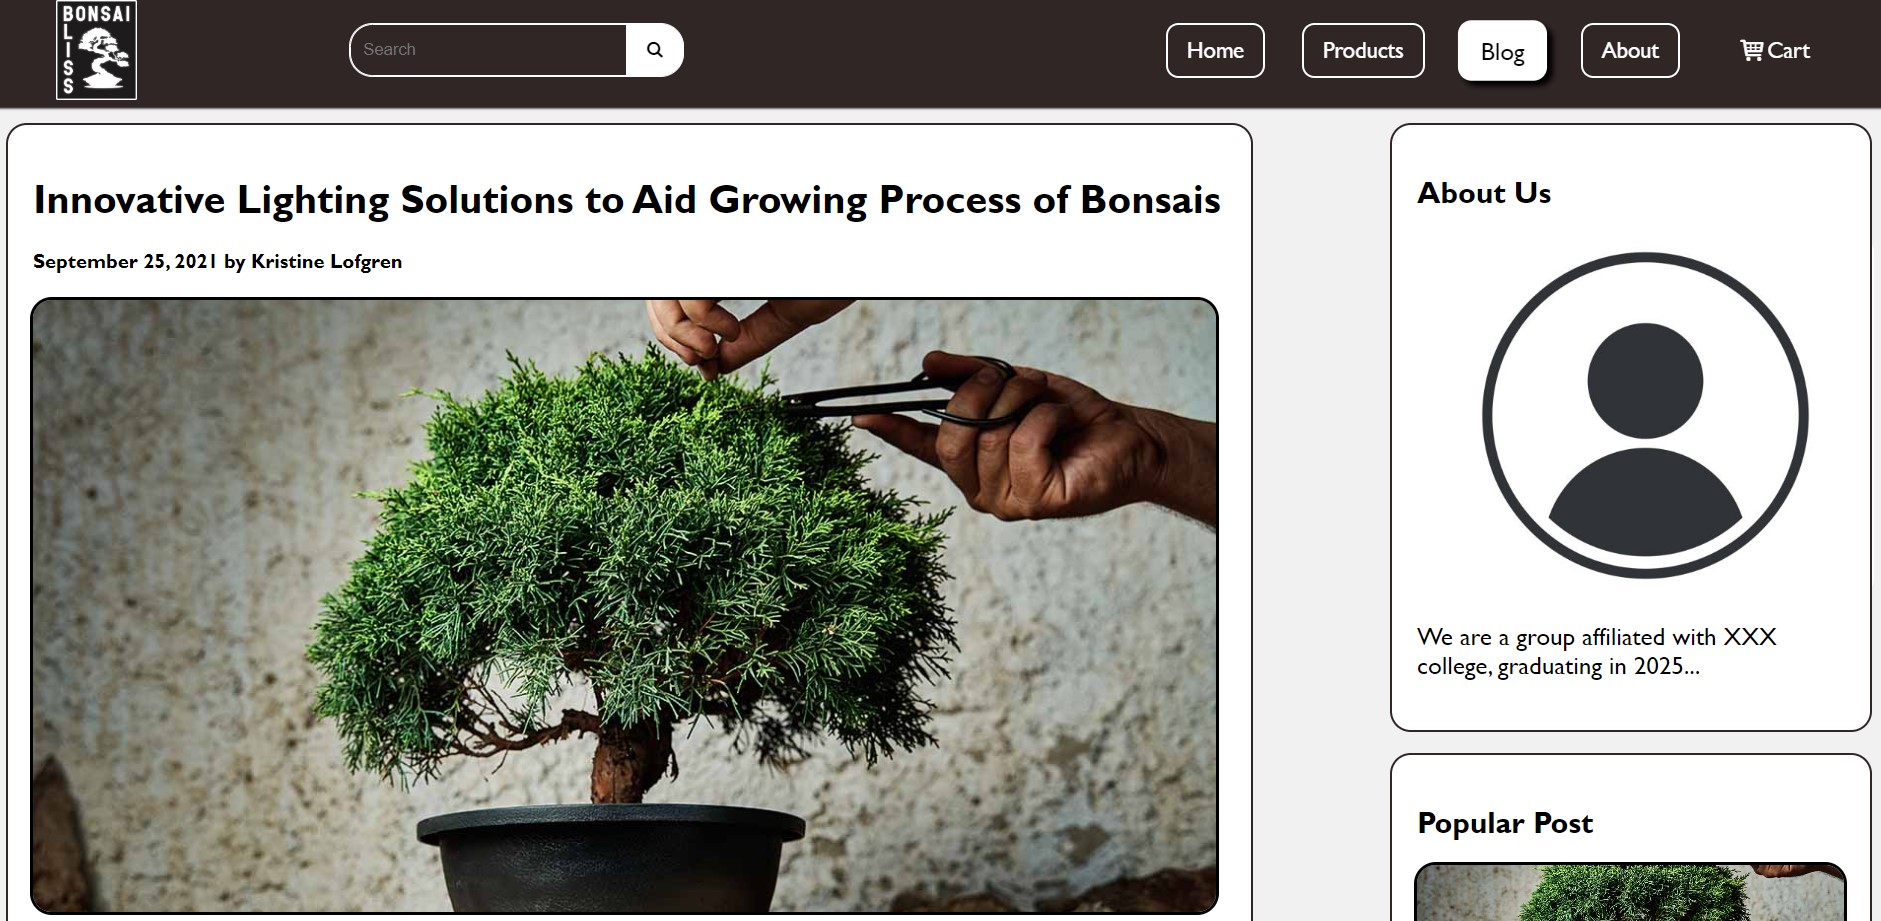 BONSAI
LISS
Search
Home
Products
Blog
About
Cart
Innovative Lighting Solutions to Aid Growing Process of Bonsais
September 25, 2021 by Kristine Lofgren
About Us
We are a group affiliated with XXX
college, graduating in 2025...
Popular Post